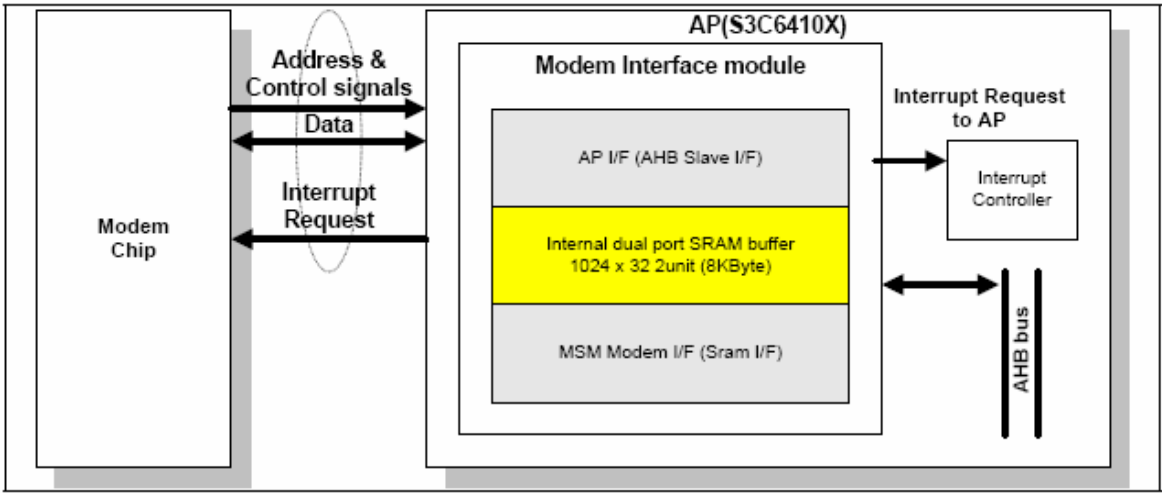 AP(S3C6410X)
Address &
Control signals
Data
Interrupt
Request
Modem
Chip
Modem Interface module
AP I/F (AHB Slave I/F)
Internal dual port SRAM buffer
1024 x 32 2unit (8KByte)
MSM Modem I/F (Sram I/F)
Interrupt Request
to AP
Interrupt
Controller
AHB bus